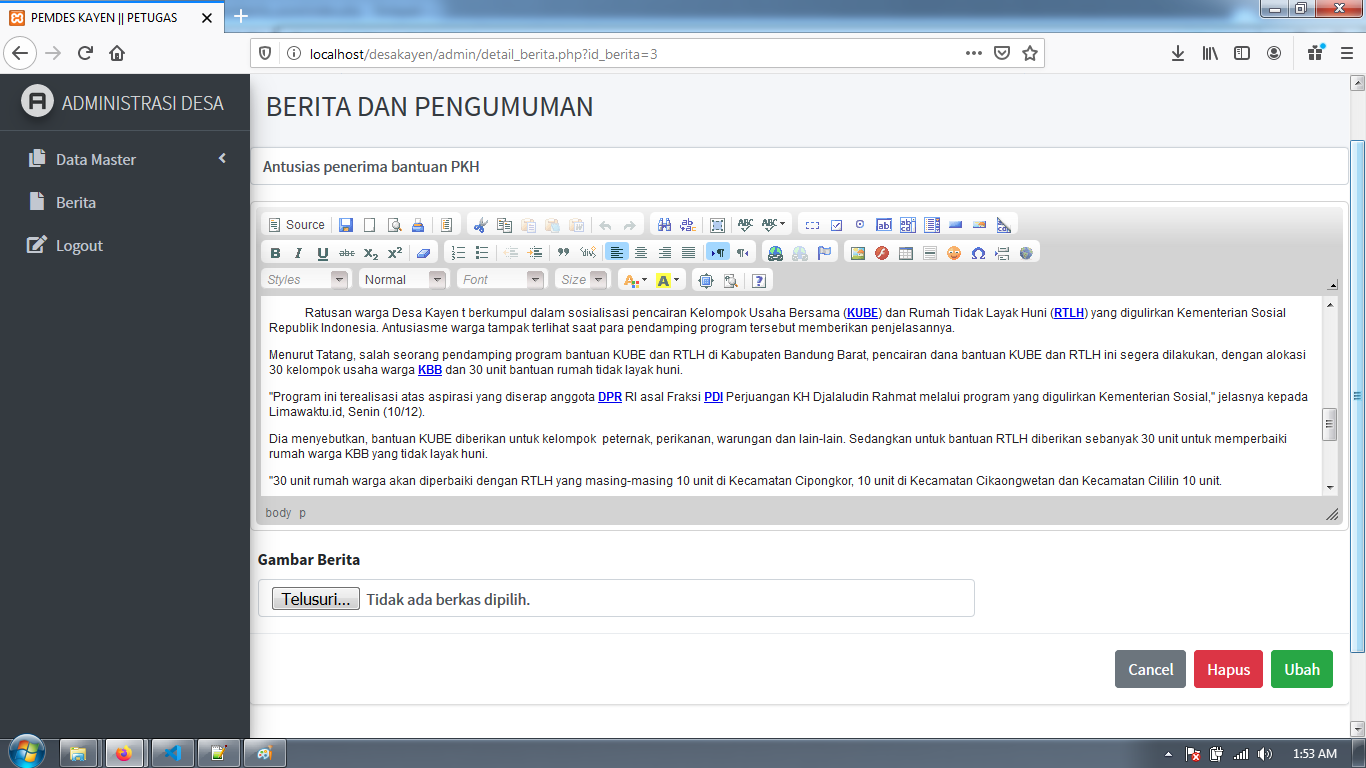 PEMDES KAYEN || PETUGAS
localhost/desakayen/admin/detail_berita.php?id_berita=3
ADMINISTRASI DESA
Data Master
Berita
Logout
BERITA DAN PENGUMUMAN
Antusias penerima bantuan PKH
Source
Styles Normal Font Size
Ratusan warga Desa Kayen t berkumpul dalam sosialisasi pencairan Kelompok Usaha Bersama (KUBE) dan Rumah Tidak Layak Huni (RTLH) yang digulirkan Kementerian Sosial
Republik Indonesia. Antusiasme warga tampak terlihat saat para pendamping program tersebut memberikan penjelasannya.
Menurut Tatang, salah seorang pendamping program bantuan KUBE dan RTLH di Kabupaten Bandung Barat, pencairan dana bantuan KUBE dan RTLH ini segera dilakukan, dengan alokasi
30 kelompok usaha warga KBB dan 30 unit bantuan rumah tidak layak huni.
"Program ini terealisasi atas aspirasi yang diserap anggota DPR RI asal Fraksi PDI Perjuangan KH Djalaludin Rahmat melalui program yang digulirkan Kementerian Sosial," jelasnya kepada
Limawaktu.id, Senin (10/12).
Dia menyebutkan, bantuan KUBE diberikan untuk kelompok  peternak, perikanan, warungan dan lain-lain. Sedangkan untuk bantuan RTLH diberikan sebanyak 30 unit untuk memperbaiki
rumah warga KBB yang tidak layak huni.
"30 unit rumah warga akan diperbaiki dengan RTLH yang masing-masing 10 unit di Kecamatan Cipongkor, 10 unit di Kecamatan Cikaongwetan dan Kecamatan Cililin 10 unit.
body p
Gambar Berita
Telusuri... Tidak ada berkas dipilih.
Cancel Hapus Ubah
1:53 AM